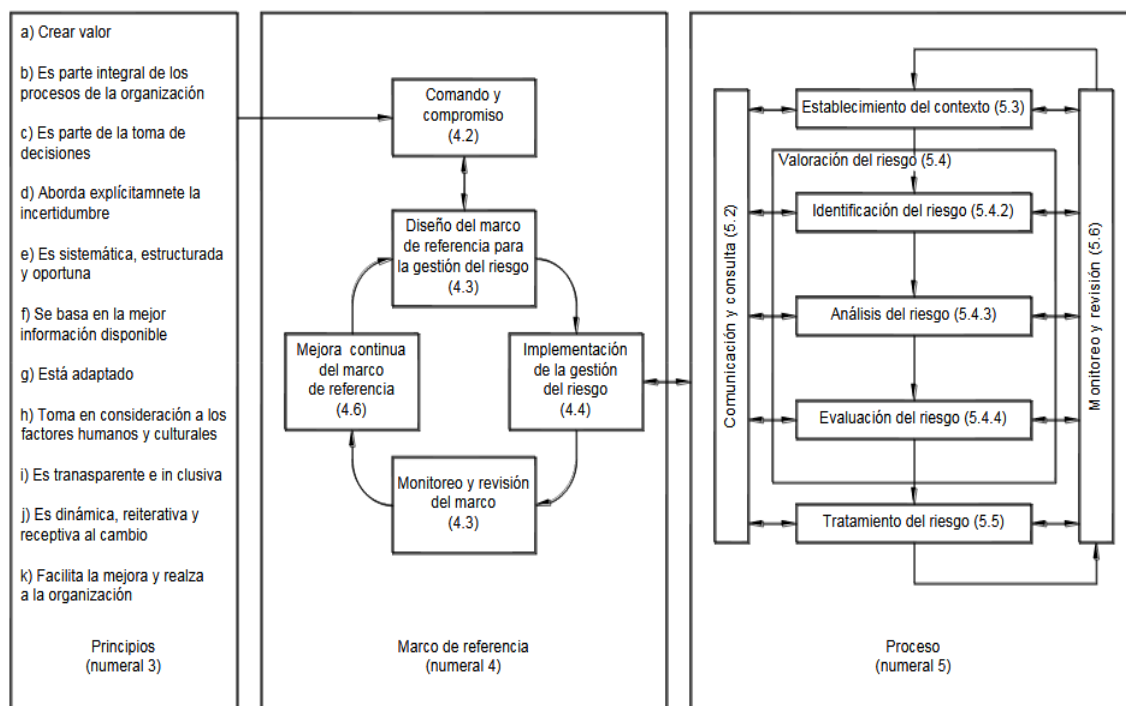 a) Crear valor
b) Es parte integral de los
procesos de la organización
c) Es parte de la toma de
decisiones
d) Aborda explícitamnete la
incertidumbre
e) Es sistemática, estructurada
y oportuna
f) Se basa en la mejor
información disponible
g) Está adaptado
h) Toma en consideración a los
factores humanos y culturales
i) Es transparente e in clusiva
j) Es dinámica, reiterativa y
receptiva al cambio
k) Facilita la mejora y realza
a la organización
Principios
(numeral 3)
Comando y
compromiso
(4.2)
Diseño del marco
de referencia para
la gestión del riesgo
(4.3)
Mejora continua
del marco
de referencia
(4.6)
Implementación
de la gestión
del riesgo
(4.4)
Monitoreo y revisión
del marco
(4.3)
Marco de referencia
(numeral 4)
Comunicación y consulta (5.2)
Establecimiento del contexto (5.3)
Valoración del riesgo (5.4)
Identificación del riesgo (5.4.2)
Análisis del riesgo (5.4.3)
Evaluación del riesgo (5.4.4)
Tratamiento del riesgo (5.5)
Monitoreo y revisión (5.6)
Proceso
(numeral 5)